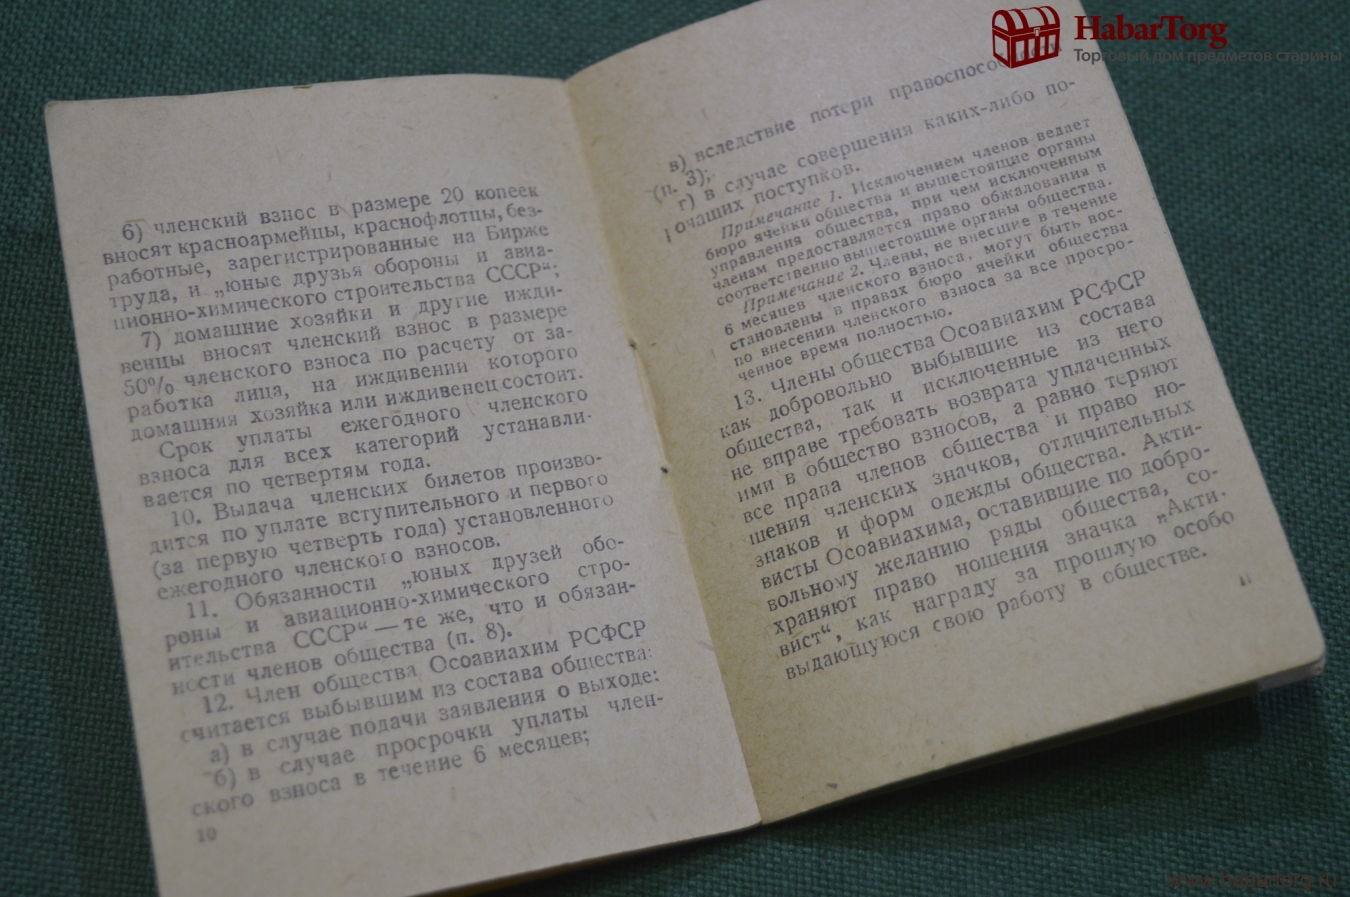 HabarTorg
Торговый дом предметов старины
6) членский взнос в размере 20 копеек
вносят красноармейцы, краснофлотцы, без-
работные, зарегистрированные на Бирже
труда, и „юные друзья обороны и авиа-
ционно-химического строительства СССР“;
7) домашние хозяйки и другие ижди-
венцы вносят членский взнос в размере
50% членского взноса по расчету от за-
работка лица, на иждивении которого
домашняя хозяйка или иждивенец состоит.
Срок уплаты ежегодного членского
взноса для всех категорий устанавли-
вается по четвертям года.
10. Выдача членских билетов произво-
дится по уплате вступительного и первого
(за первую четверть года) установленного
ежегодного членского взносов.
11. Обязанности „юных друзей обо-
роны и авиационно-химического стро-
ительства СССР“ — те же, что и обязан-
ности членов общества (п. 8).
12. Член общества Осоавиахим РСФСР
считается выбывшим из состава общества:
а) в случае подачи заявления о выходе:
б) в случае просрочки уплаты член-
ского взноса в течение 6 месяцев;
10
в) вследствие потери
(п. 3);
г) в случае совершения каких-либо по-
очащих поступков.
Примечание 1. Исключением членов ведает
бюро ячейки общества и вышестоящие органы
управления общества, при чем исключенным
членам предоставляется право обжалования в
соответственно вышестоящие органы общества.
Примечание 2. Члены, не внесшие в течение
6 месяцев членского взноса, могут быть вос-
становлены в правах бюро ячейки общества
по внесении членского взноса за все просро-
ченное время полностью.
13. Члены общества Осоавиахим РСФСР
как добровольно выбывшие из состава
общества, так и исключенные из него
не вправе требовать возврата уплаченных
ими в общество взносов, а равно теряют
все права членов общества и право но-
шения членских значков, отличительных
знаков и форм одежды общества. Акти-
висты Осоавиахима, оставившие по добро-
вольному желанию ряды общества, со-
храняют право ношения значка „Акти-
вист“, как награду за прошлую особо
выдающуюся свою работу в обществе.
11
www.habartorg.ru